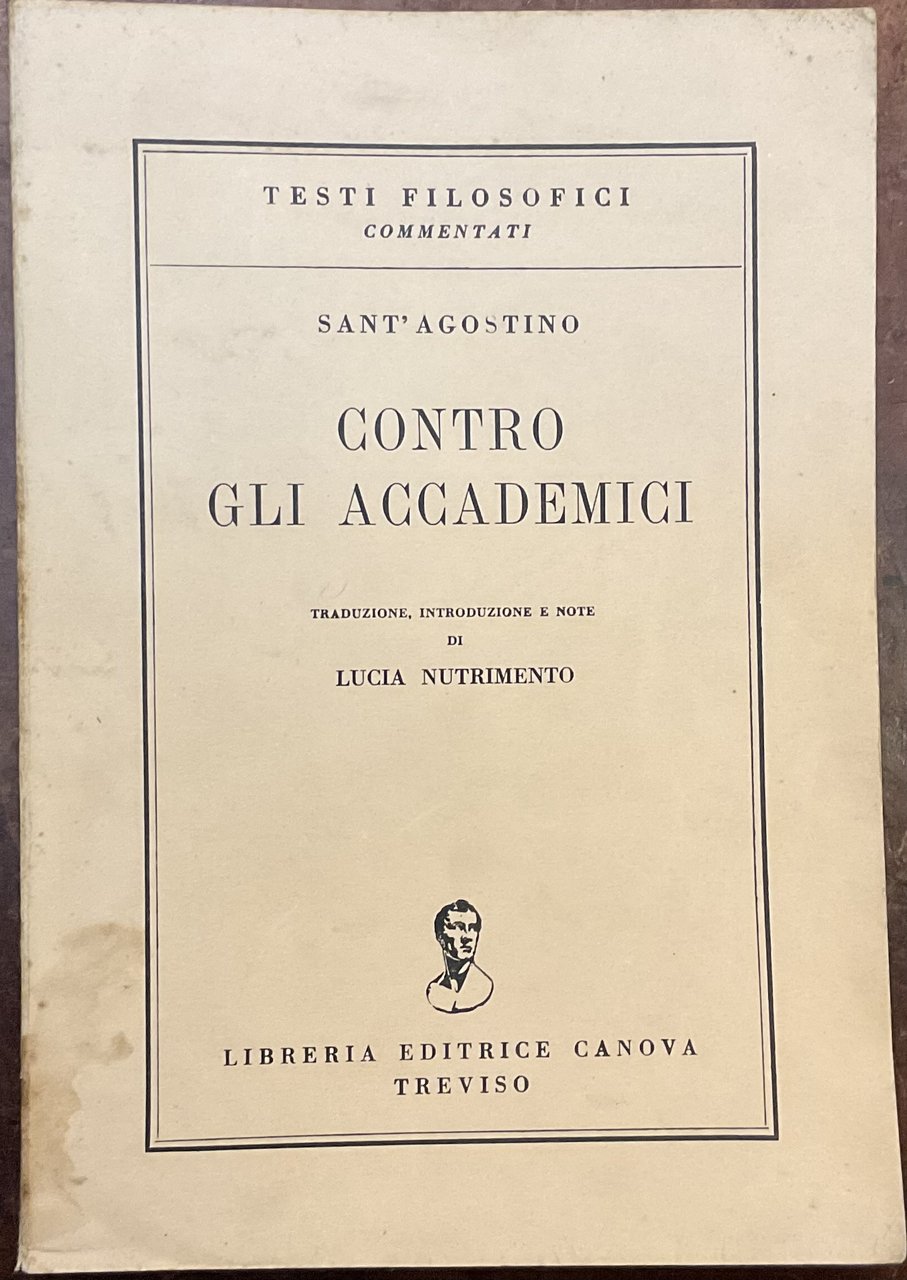 TESTI FILOSOFICI
COMMENTATI
SANT'AGOSTINO
CONTRO
GLI ACCADEMICI
TRADUZIONE, INTRODUZIONE E NOTE
DI
LUCIA NUTRIMENTO
LIBRERIA EDITRICE CANOVA
TREVISO